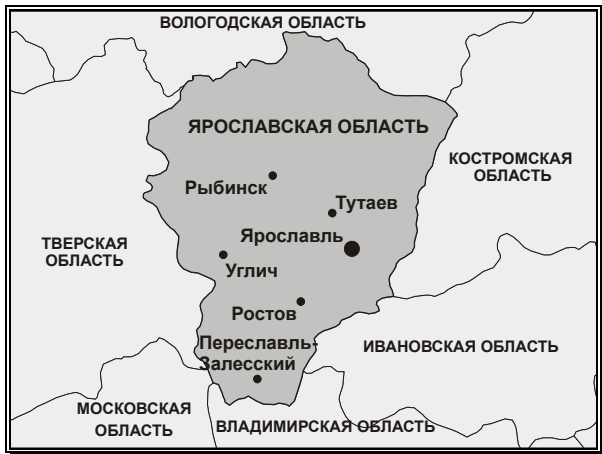 ВОЛОГОДСКАЯ ОБЛАСТЬ
ЯРОСЛАВСКАЯ ОБЛАСТЬ
КОСТРОМСКАЯ
ОБЛАСТЬ
Рыбинск
Тутаев
Ярославль
ТВЕРСКАЯ
ОБЛАСТЬ
Углич
Ростов
Переславль-
Залесский
ИВАНОВСКАЯ ОБЛАСТЬ
МОСКОВСКАЯ
ОБЛАСТЬ
ВЛАДИМИРСКАЯ ОБЛАСТЬ